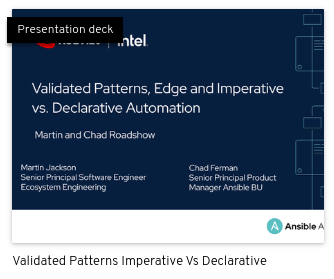 Presentation deck
intel.
Validated Patterns, Edge and Imperative
vs. Declarative Automation
Martin and Chad Roadshow
Martin Jackson
Senior Principal Software Engineer
Ecosystem Engineering
Chad Ferman
Senior Principal Product
Manager Ansible BU
Ansible A
Validated Patterns Imperative Vs Declarative